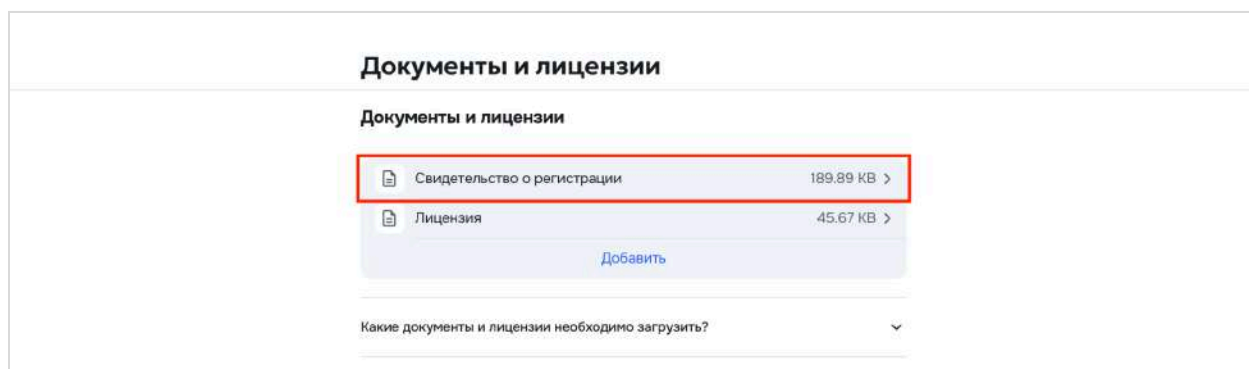 Документы и лицензии
Документы и лицензии
Свидетельство о регистрации 189.89 KB
Лицензия 45.67 KB
Добавить
Какие документы и лицензии необходимо загрузить?